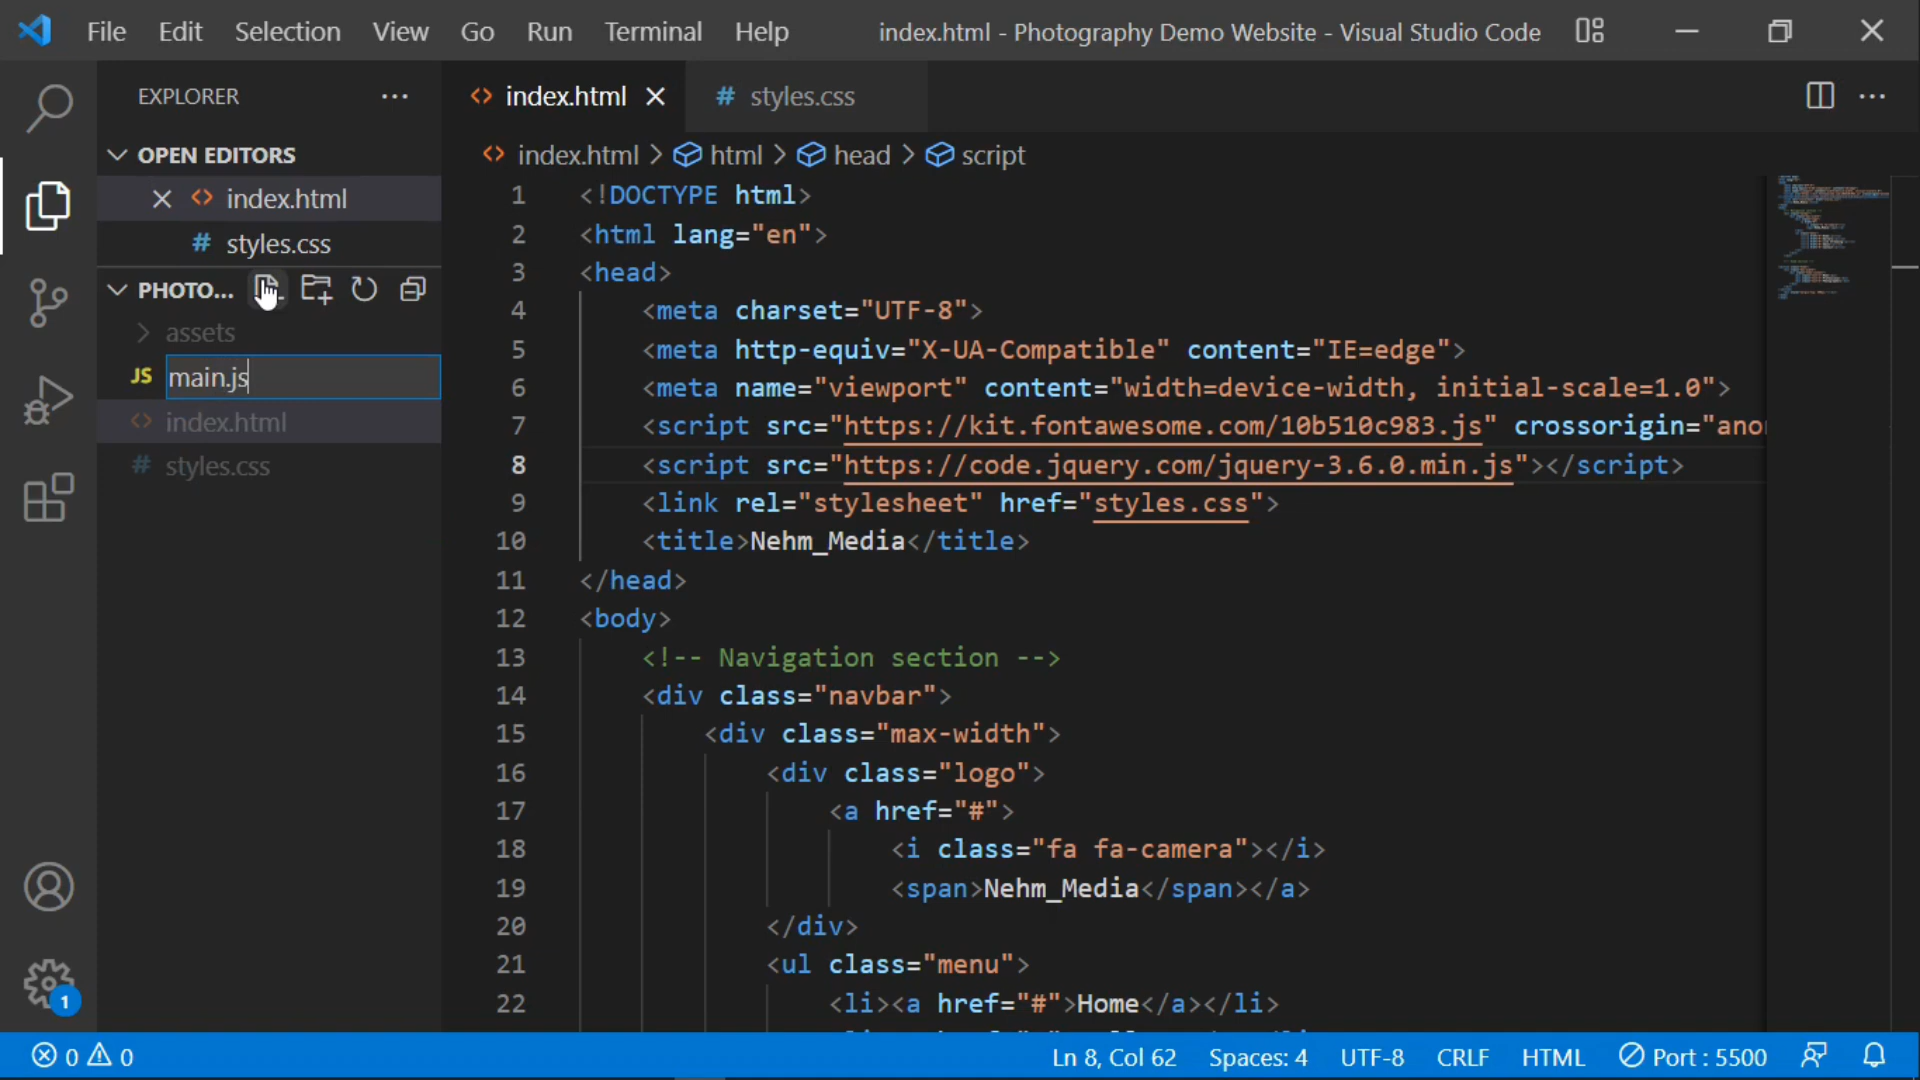 File Edit Selection View Go Run Terminal Help index.html - Photography Demo Website - Visual Studio Code
EXPLORER
index.html
# styles.css
OPEN EDITORS
index.html
# styles.css
PHOTO...
assets
JS main.js
index.html
# styles.css
index.html > html > head > script
1 <!DOCTYPE html>
2 <html lang="en">
3 <head>
4 <meta charset="UTF-8">
5 <meta http-equiv="X-UA-Compatible" content="IE=edge">
6 <meta name="viewport" content="width=device-width, initial-scale=1.0">
7 <script src="https://kit.fontawesome.com/10b510c983.js" crossorigin="ano
8 <script src="https://code.jquery.com/jquery-3.6.0.min.js"></script>
9 <link rel="stylesheet" href="styles.css">
10 <title>Nehm_Media</title>
11 </head>
12 <body>
13 <!-- Navigation section -->
14 <div class="navbar">
15 <div class="max-width">
16 <div class="logo">
17 <a href="#">
18 <i class="fa fa-camera"></i>
19 <span>Nehm_Media</span></a>
20 </div>
21 <ul class="menu">
22 <li><a href="#">Home</a></li>
1
0 0
Ln 8, Col 62 Spaces: 4 UTF-8 CRLF HTML Port : 5500